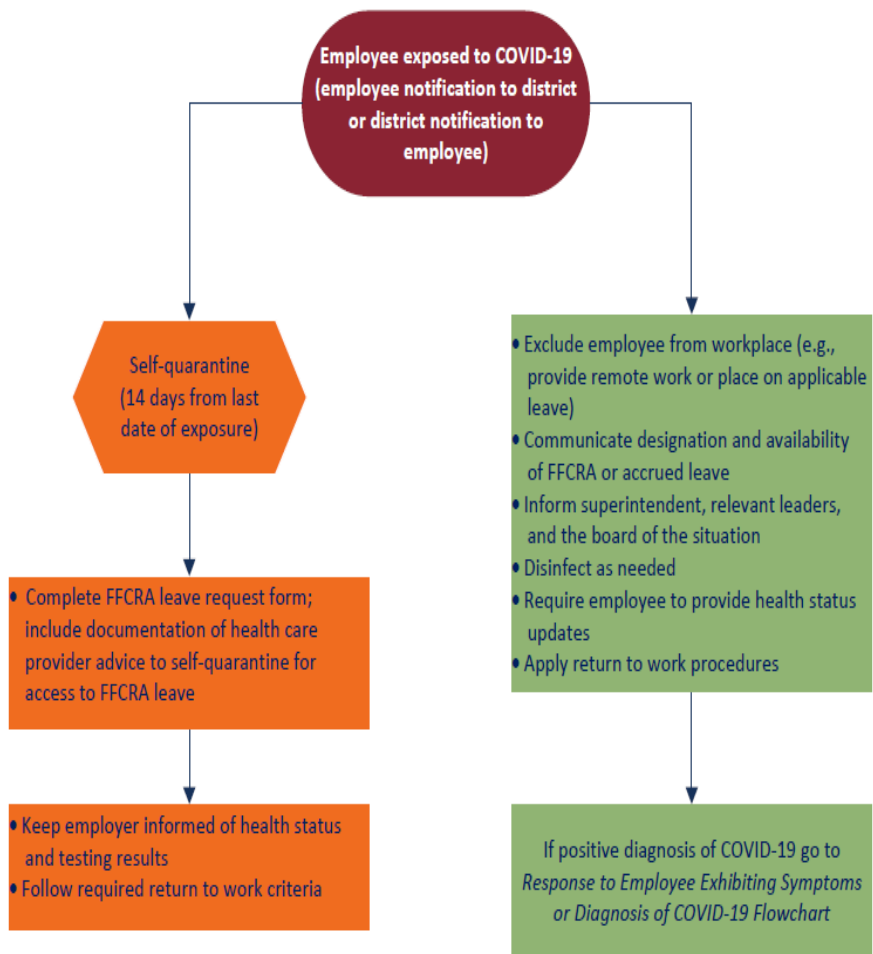 Employee exposed to COVID-19
(employee notification to district
or district notification to
employee)
Self-quarantine
(14 days from last
date of exposure)
• Complete FFCRA leave request form;
include documentation of health care
provider advice to self-quarantine for
access to FFCRA leave
• Keep employer informed of health status
and testing results
• Follow required return to work criteria
• Exclude employee from workplace (e.g.,
provide remote work or place on applicable
leave)
• Communicate designation and availability
of FFCRA or accrued leave
• Inform superintendent, relevant leaders,
and the board of the situation
• Disinfect as needed
• Require employee to provide health status
updates
• Apply return to work procedures
If positive diagnosis of COVID-19 go to
Response to Employee Exhibiting Symptoms
or Diagnosis of COVID-19 Flowchart